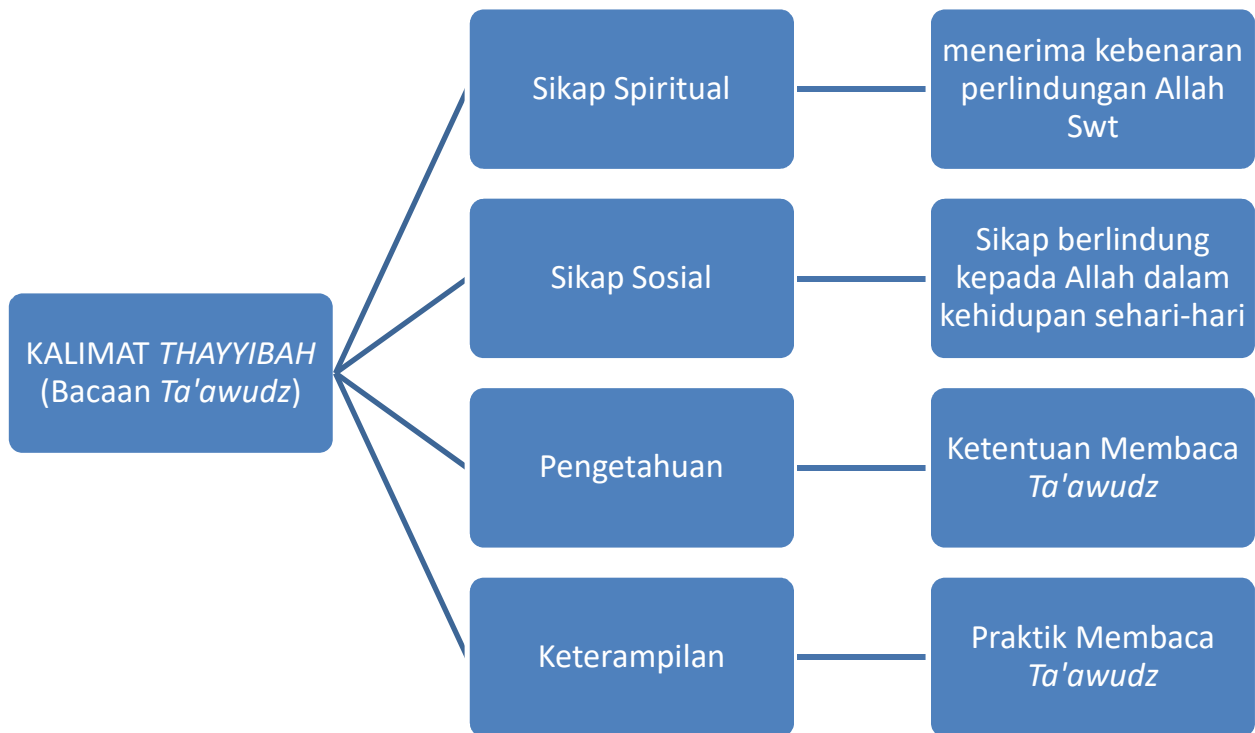 KALIMAT THAYYIBAH
(Bacaan Ta'awudz)
Sikap Spiritual
menerima kebenaran
perlindungan Allah
Swt
Sikap Sosial
Sikap berlindung
kepada Allah dalam
kehidupan sehari-hari
Pengetahuan
Ketentuan Membaca
Ta'awudz
Keterampilan
Praktik Membaca
Ta'awudz